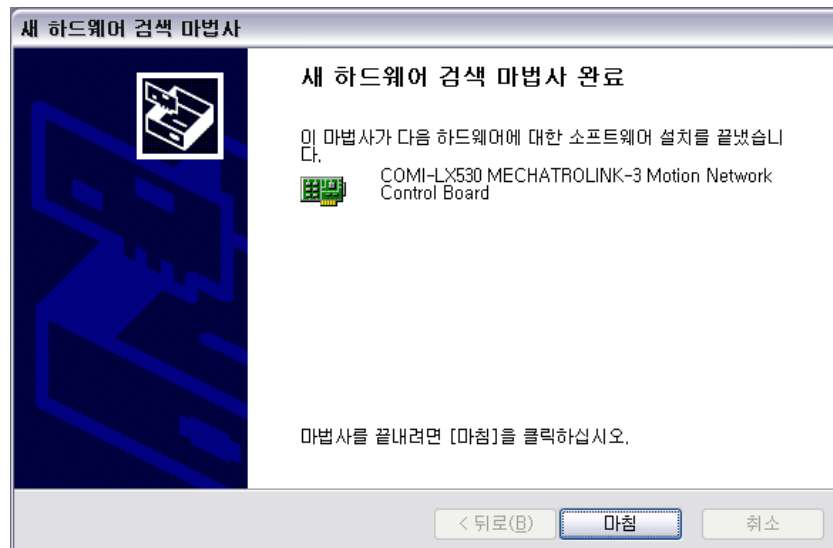 새 하드웨어 검색 마법사
새 하드웨어 검색 마법사 완료
이 마법사가 다음 하드웨어에 대한 소프트웨어 설치를 끝냈습니
다.
COMI-LX530 MECHATROLINK-3 Motion Network
Control Board
마법사를 끝내려면 [마침]을 클릭하십시오.
< 뒤로(B) 마침 취소